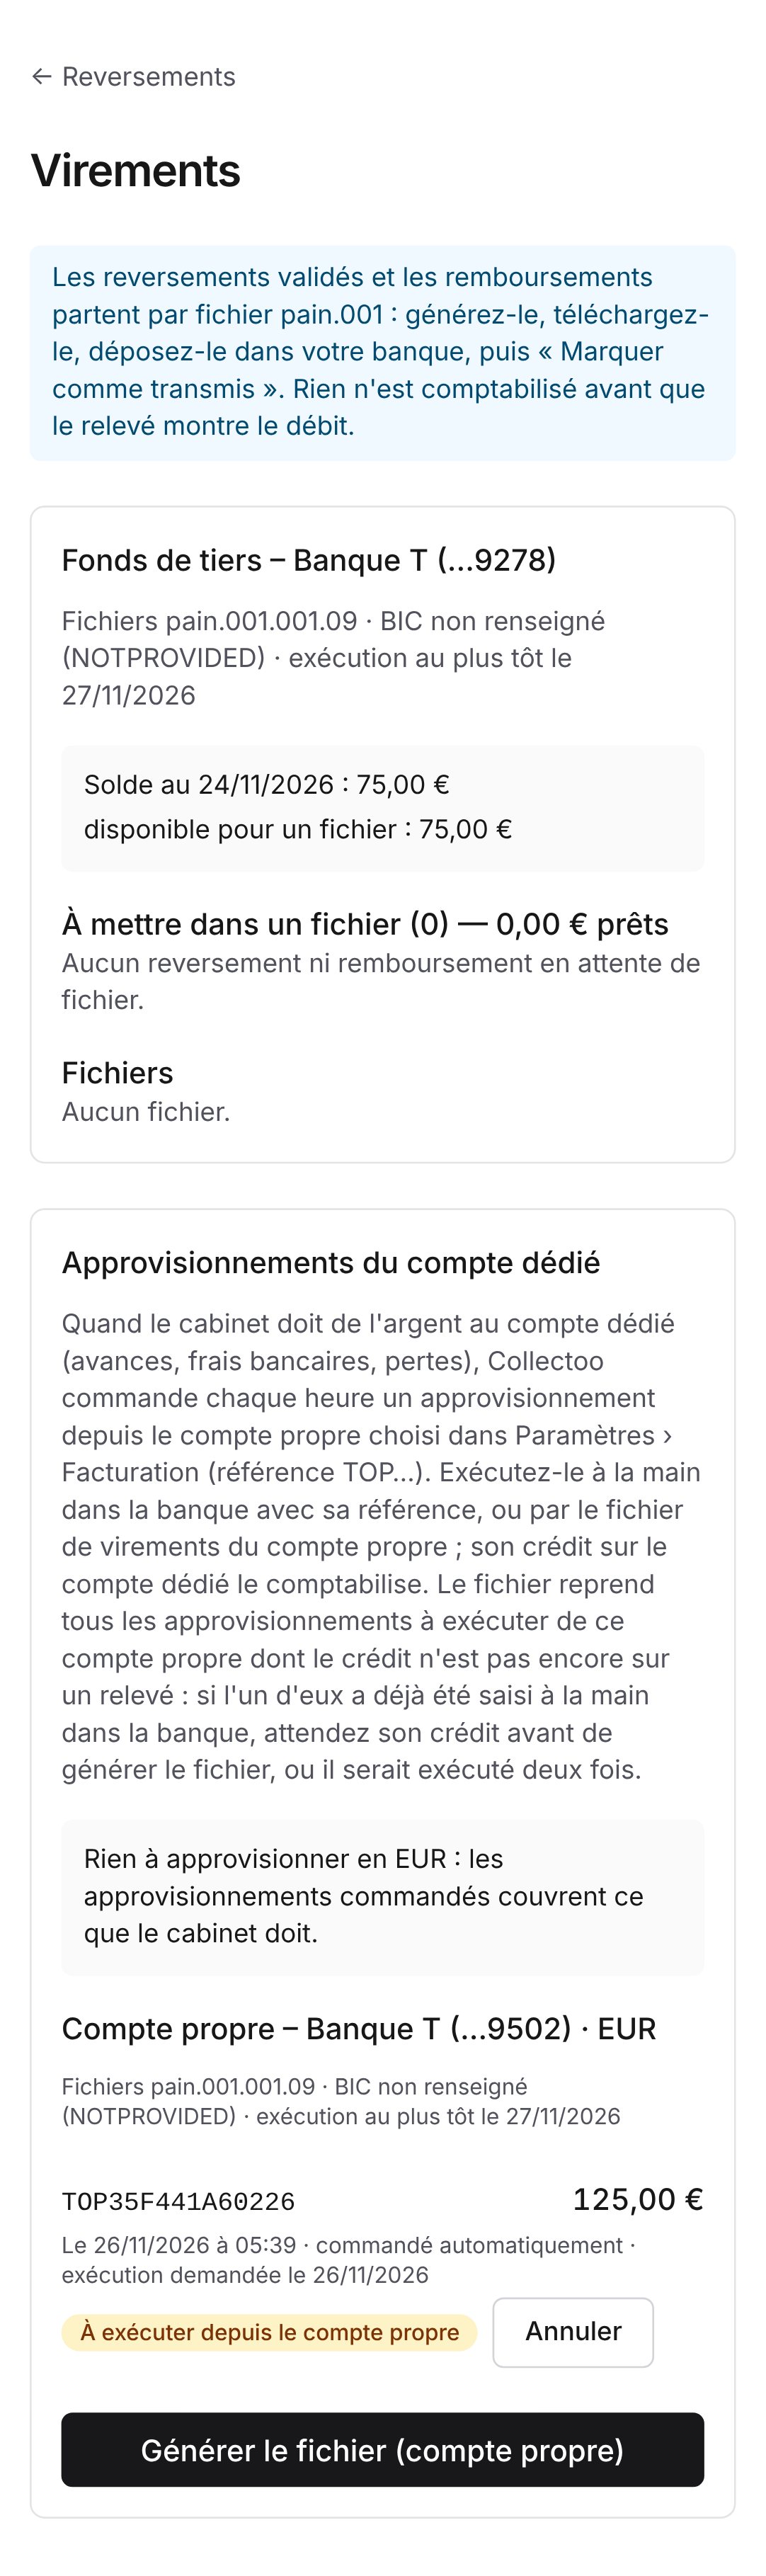 ← Reversements
Virements
Les reversements validés et les remboursements
partent par fichier pain.001 : générez-le, téléchargez-
le, déposez-le dans votre banque, puis « Marquer
comme transmis ». Rien n'est comptabilisé avant que
le relevé montre le débit.
Fonds de tiers – Banque T (…9278)
Fichiers pain.001.001.09 · BIC non renseigné
(NOTPROVIDED) · exécution au plus tôt le
27/11/2026
Solde au 24/11/2026 : 75,00 €
disponible pour un fichier : 75,00 €
À mettre dans un fichier (0) — 0,00 € prêts
Aucun reversement ni remboursement en attente de
fichier.
Fichiers
Aucun fichier.
Approvisionnements du compte dédié
Quand le cabinet doit de l'argent au compte dédié
(avances, frais bancaires, pertes), Collectoo
commande chaque heure un approvisionnement
depuis le compte propre choisi dans Paramètres ›
Facturation (référence TOP…). Exécutez-le à la main
dans la banque avec sa référence, ou par le fichier
de virements du compte propre ; son crédit sur le
compte dédié le comptabilise. Le fichier reprend
tous les approvisionnements à exécuter de ce
compte propre dont le crédit n'est pas encore sur
un relevé : si l'un d'eux a déjà été saisi à la main
dans la banque, attendez son crédit avant de
générer le fichier, ou il serait exécuté deux fois.
Rien à approvisionner en EUR : les
approvisionnements commandés couvrent ce
que le cabinet doit.
Compte propre – Banque T (…9502) · EUR
Fichiers pain.001.001.09 · BIC non renseigné
(NOTPROVIDED) · exécution au plus tôt le 27/11/2026
TOP35F441A60226 125,00 €
Le 26/11/2026 à 05:39 · commandé automatiquement ·
exécution demandée le 26/11/2026
À exécuter depuis le compte propre Annuler
Générer le fichier (compte propre)